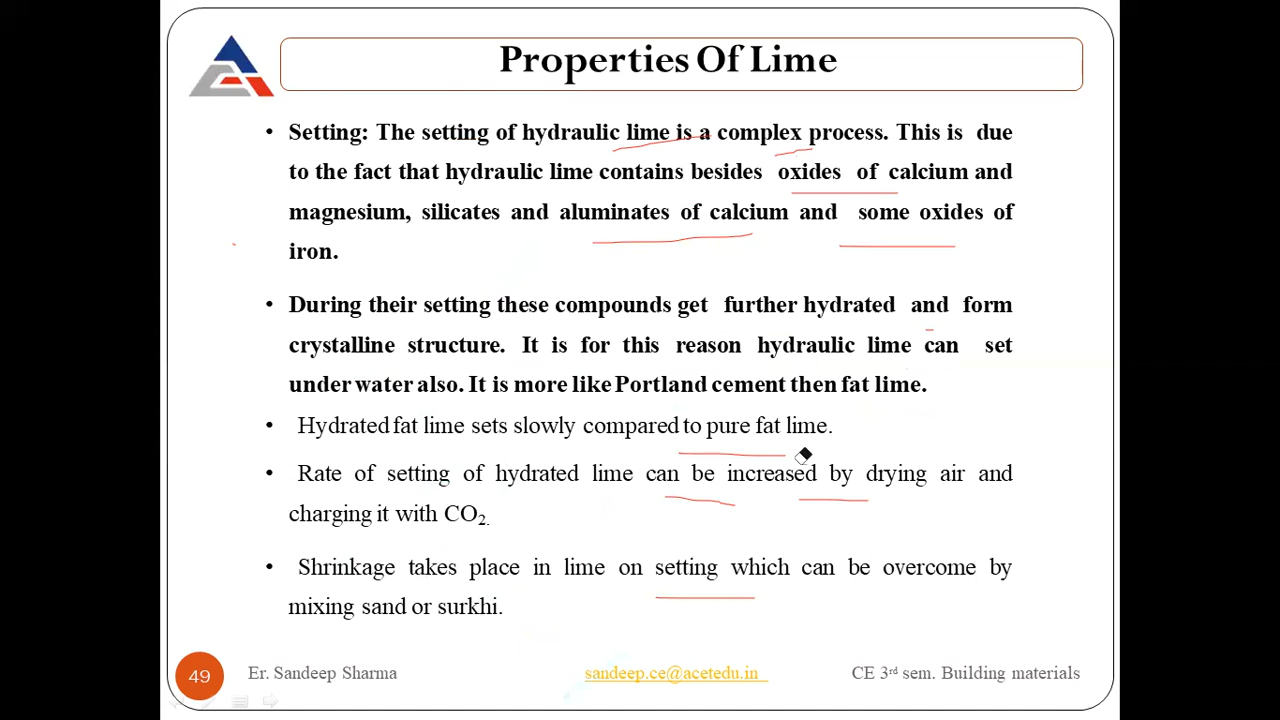 Properties Of Lime
• Setting: The setting of hydraulic lime is a complex process. This is due
to the fact that hydraulic lime contains besides oxides of calcium and
magnesium, silicates and aluminates of calcium and some oxides of
iron.
• During their setting these compounds get further hydrated and form
crystalline structure. It is for this reason hydraulic lime can set
under water also. It is more like Portland cement then fat lime.
• Hydrated fat lime sets slowly compared to pure fat lime.
• Rate of setting of hydrated lime can be increased by drying air and
charging it with CO₂.
• Shrinkage takes place in lime on setting which can be overcome by
mixing sand or surkhi.
49 Er. Sandeep Sharma sandeep.ce@acetedu.in CE 3rd sem. Building materials